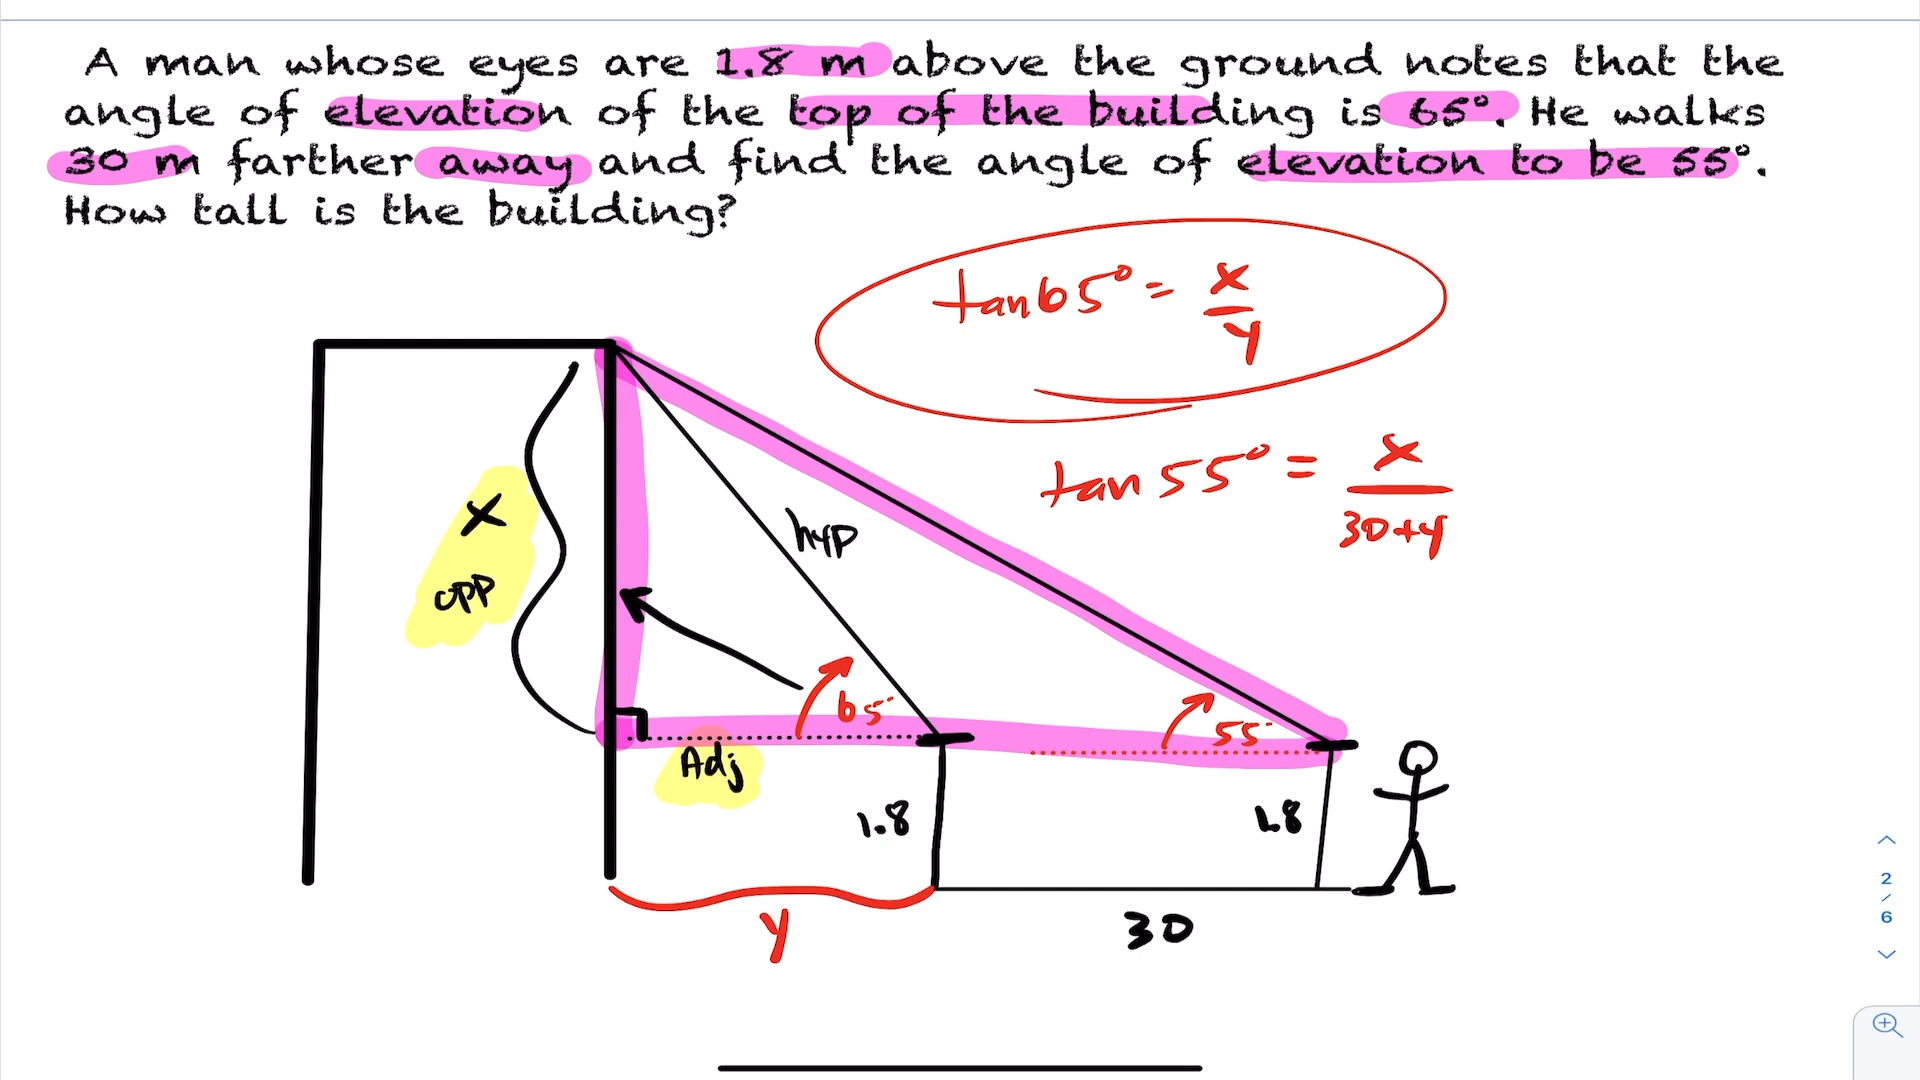 A man whose eyes are 1.8 m above the ground notes that the
angle of elevation of the top of the building is 65°. He walks
30 m farther away and find the angle of elevation to be 55°.
How tall is the building?
tan65° = x/y
tan 55° = x/30+y
x
opp
hyp
65°
55°
Adj
1.8
1.8
y
30
2
/
6